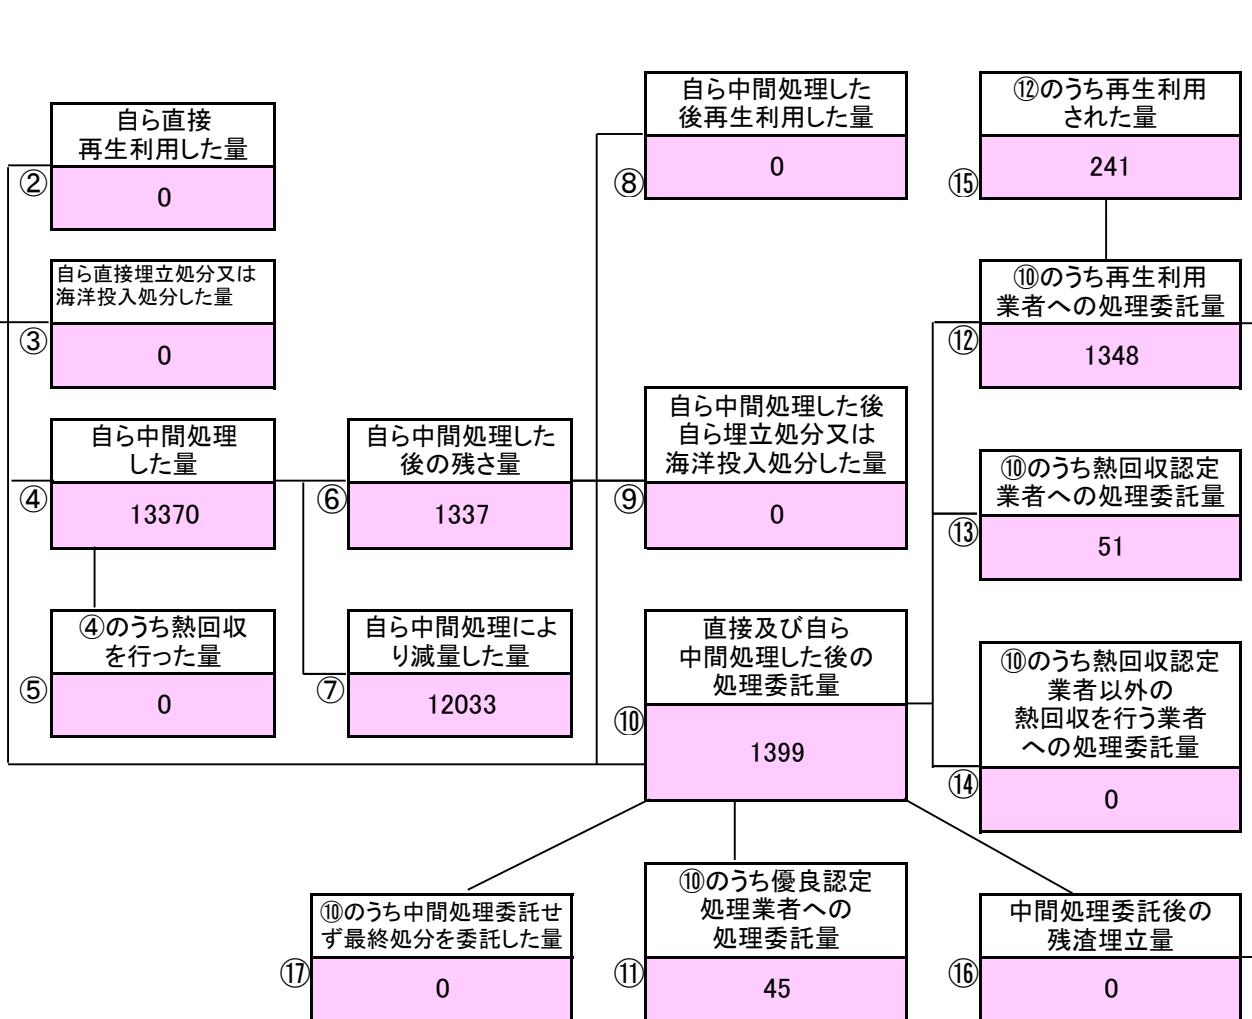 自ら直接
再生利用した量
②
0
自ら直接埋立処分又は
海洋投入処分した量
③
0
自ら中間処理
した量
④
13370
④のうち熱回収
を行った量
⑤
0
自ら中間処理した
後の残さ量
⑥
1337
自ら中間処理によ
り減量した量
⑦
12033
自ら中間処理した
後再生利用した量
⑧
0
自ら中間処理した後
自ら埋立処分又は
海洋投入処分した量
⑨
0
直接及び自ら
中間処理した後の
処理委託量
⑩
1399
⑩のうち優良認定
処理業者への
処理委託量
⑪
45
⑫のうち再生利用
された量
⑮
241
⑩のうち再生利用
業者への処理委託量
⑫
1348
⑩のうち熱回収認定
業者への処理委託量
⑬
51
⑩のうち熱回収認定
業者以外の
熱回収を行う業者
への処理委託量
⑭
0
中間処理委託後の
残渣埋立量
⑯
0
⑩のうち中間処理委託せ
ず最終処分を委託した量
⑰
0